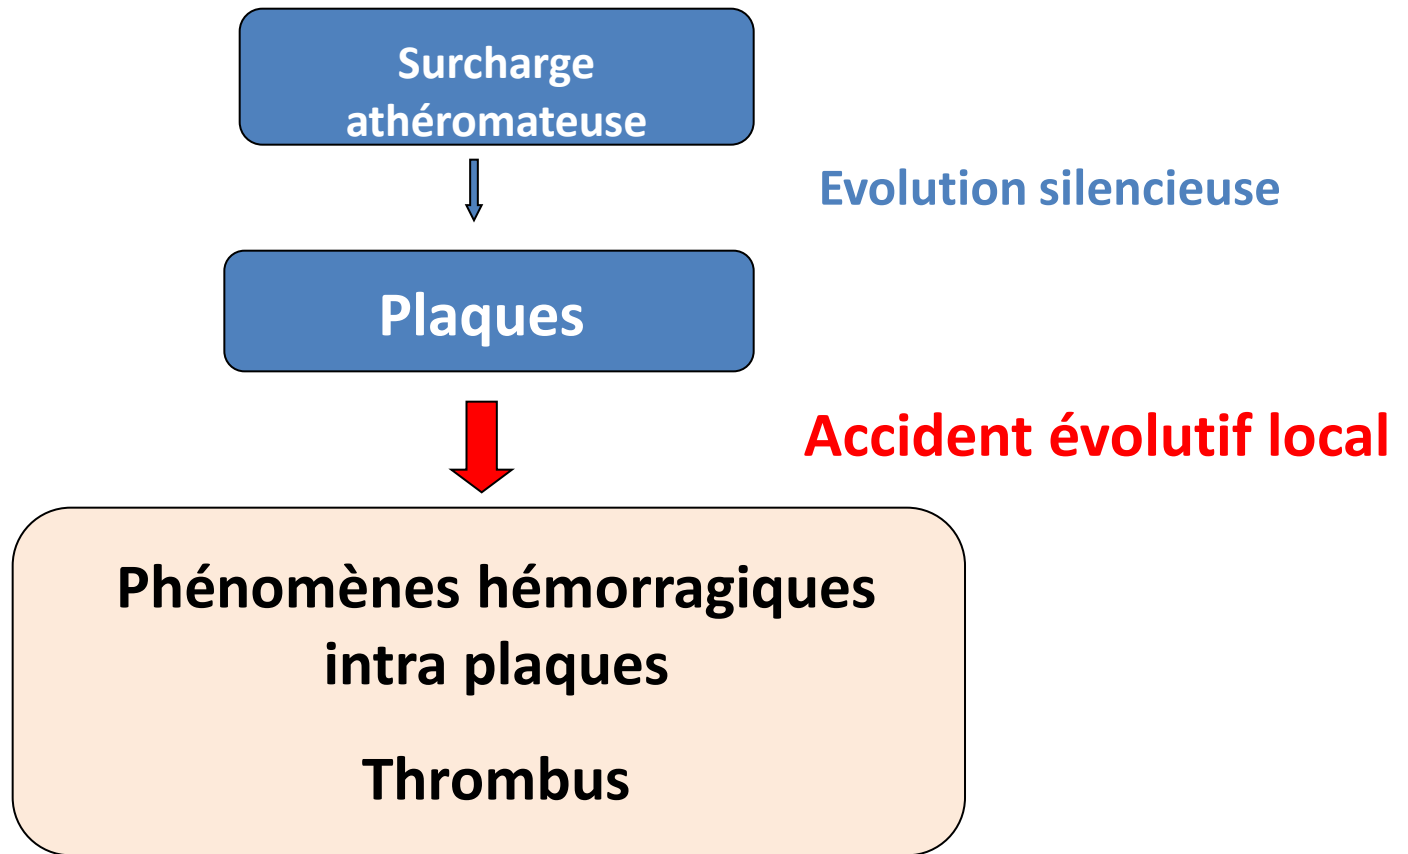 Surcharge
athéromateuse
Evolution silencieuse
Plaques
Accident évolutif local
Phénomènes hémorragiques
intra plaques
Thrombus